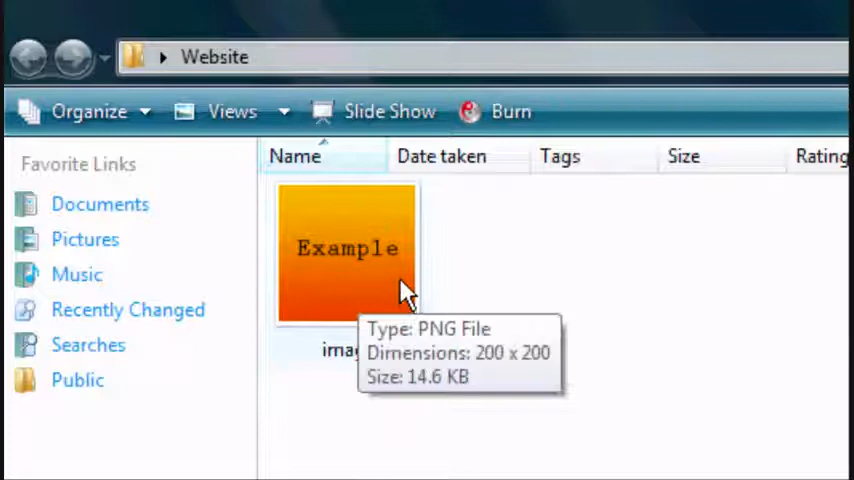 Website
Organize Views Slide Show Burn
Favorite Links
Name Date taken Tags Size Rating
Documents
Pictures
Music
Recently Changed
Searches
Public
Example
Type: PNG File
Dimensions: 200 x 200
Size: 14.6 KB